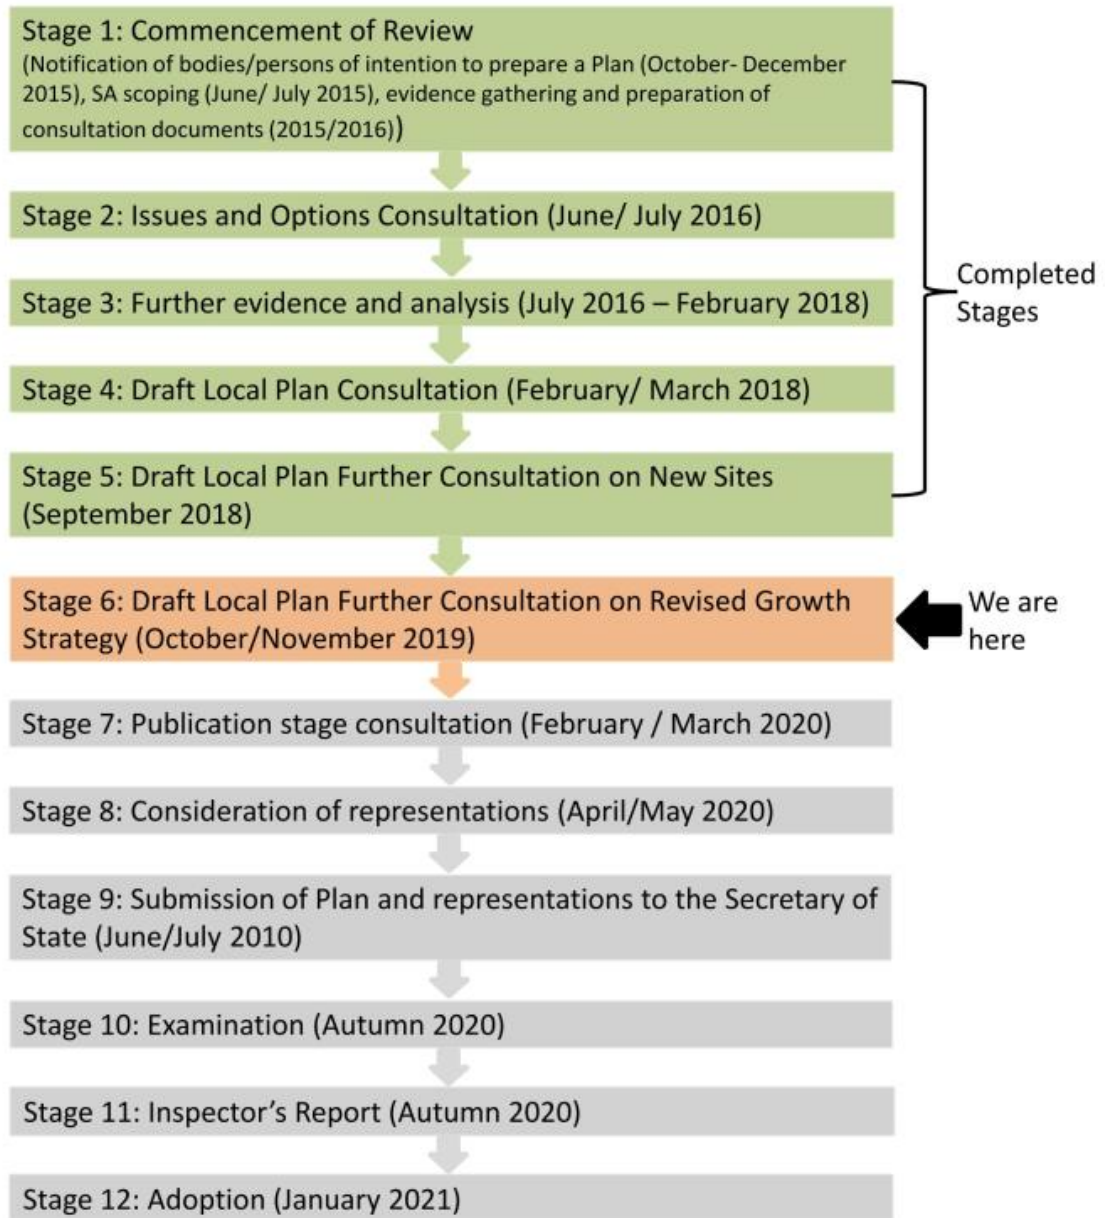 Stage 1: Commencement of Review
(Notification of bodies/persons of intention to prepare a Plan (October- December
2015), SA scoping (June/ July 2015), evidence gathering and preparation of
consultation documents (2015/2016))
Stage 2: Issues and Options Consultation (June/ July 2016)
Stage 3: Further evidence and analysis (July 2016 – February 2018)
Completed
Stages
Stage 4: Draft Local Plan Consultation (February/ March 2018)
Stage 5: Draft Local Plan Further Consultation on New Sites
(September 2018)
Stage 6: Draft Local Plan Further Consultation on Revised Growth
Strategy (October/November 2019)
We are
here
Stage 7: Publication stage consultation (February / March 2020)
Stage 8: Consideration of representations (April/May 2020)
Stage 9: Submission of Plan and representations to the Secretary of
State (June/July 2010)
Stage 10: Examination (Autumn 2020)
Stage 11: Inspector’s Report (Autumn 2020)
Stage 12: Adoption (January 2021)